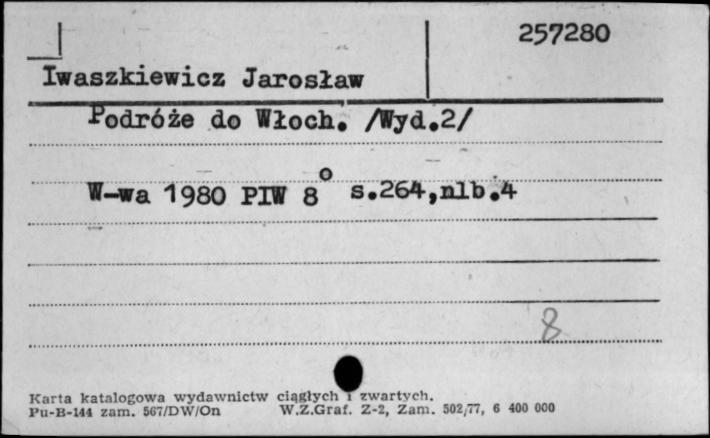 257280
Iwaszkiewicz Jarosław
Podróże do Włoch. /Wyd.2/
W-wa 1980 PIW 8° s.264,nlb.4
8
Karta katalogowa wydawnictw ciągłych i zwartych.
Pu-B-144 zam. 567/DW/On W.Z.Graf. Z-2, Zam. 502/77, 6 400 000